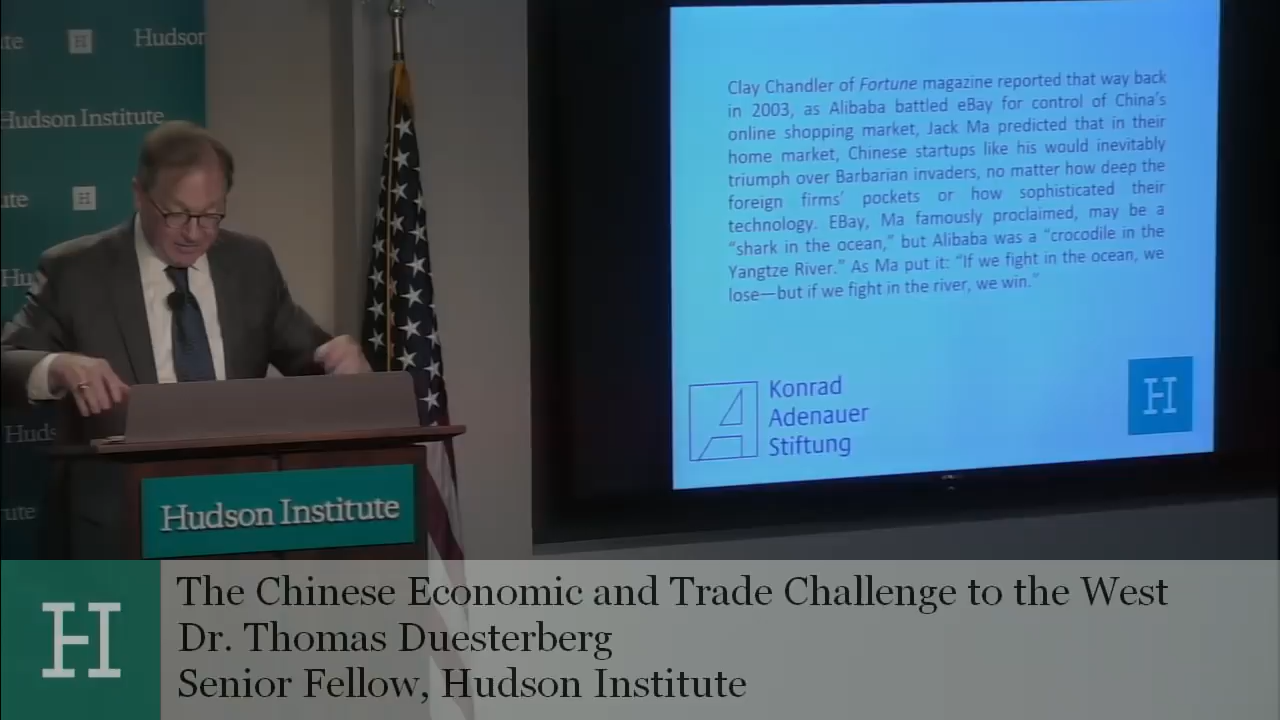 ute
H
Hudson
Hudson Institute
ute
H
Hu
Huds
ute
Clay Chandler of Fortune magazine reported that way back
in 2003, as Alibaba battled eBay for control of China's
online shopping market, Jack Ma predicted that in their
home market, Chinese startups like his would inevitably
triumph over Barbarian invaders, no matter how deep the
foreign firms' pockets or how sophisticated their
technology. EBay, Ma famously proclaimed, may be a
"shark in the ocean," but Alibaba was a "crocodile in the
Yangtze River." As Ma put it: "If we fight in the ocean, we
lose—but if we fight in the river, we win."
Konrad
Adenauer
Stiftung
H
Hudson Institute
H
The Chinese Economic and Trade Challenge to the West
Dr. Thomas Duesterberg
Senior Fellow, Hudson Institute